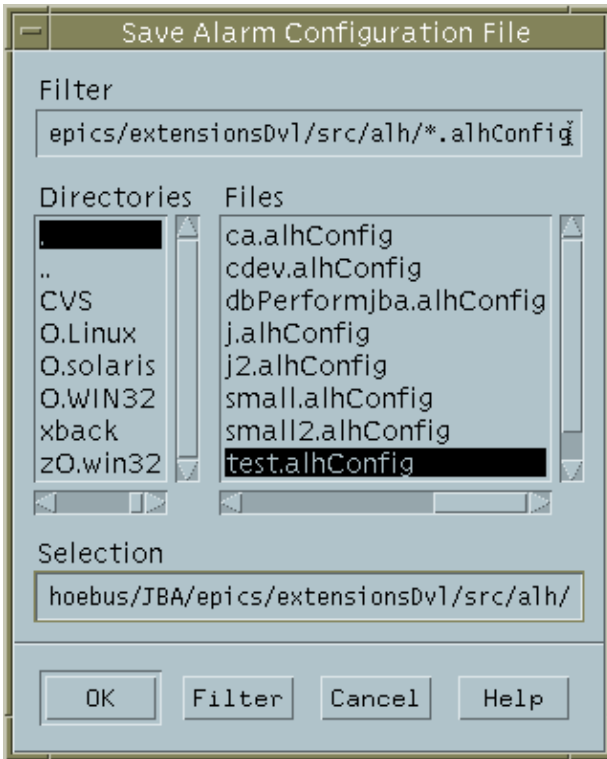 Save Alarm Configuration File
Filter
epics/extensionsDvl/src/alh/*.alhConfig
Directories
.
..
CVS
O.Linux
O.solaris
O.WIN32
xback
zO.win32
Files
ca.alhConfig
cdev.alhConfig
dbPerformjba.alhConfig
j.alhConfig
j2.alhConfig
small.alhConfig
small2.alhConfig
test.alhConfig
Selection
hoebus/JBA/epics/extensionsDvl/src/alh/
OK Filter Cancel Help